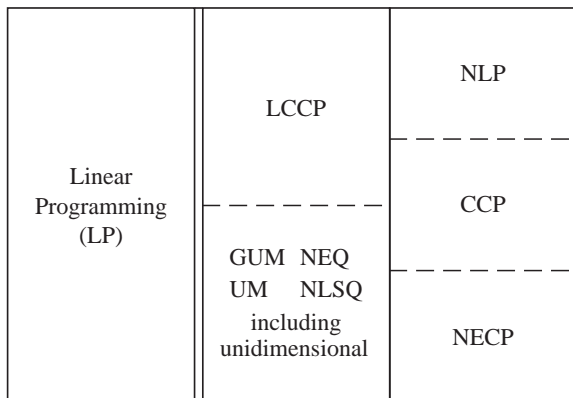 Linear
Programming
(LP)
LCCP
GUM NEQ
UM NLSQ
including
unidimensional
NLP
CCP
NECP